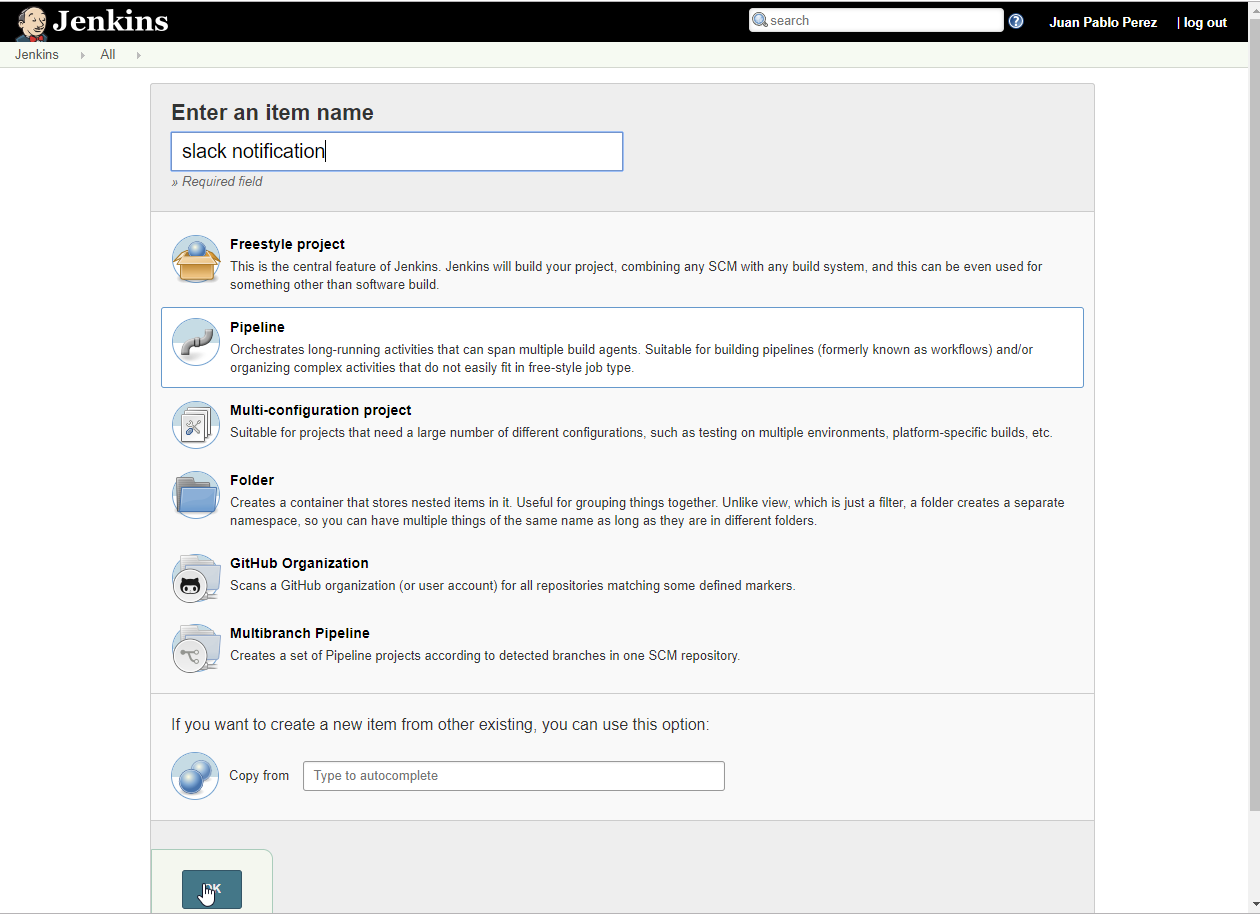 Jenkins
search
?
Juan Pablo Perez
| log out
Jenkins
All
Enter an item name
slack notification
» Required field
Freestyle project
This is the central feature of Jenkins. Jenkins will build your project, combining any SCM with any build system, and this can be even used for
something other than software build.
Pipeline
Orchestrates long-running activities that can span multiple build agents. Suitable for building pipelines (formerly known as workflows) and/or
organizing complex activities that do not easily fit in free-style job type.
Multi-configuration project
Suitable for projects that need a large number of different configurations, such as testing on multiple environments, platform-specific builds, etc.
Folder
Creates a container that stores nested items in it. Useful for grouping things together. Unlike view, which is just a filter, a folder creates a separate
namespace, so you can have multiple things of the same name as long as they are in different folders.
GitHub Organization
Scans a GitHub organization (or user account) for all repositories matching some defined markers.
Multibranch Pipeline
Creates a set of Pipeline projects according to detected branches in one SCM repository.
If you want to create a new item from other existing, you can use this option:
Copy from
Type to autocomplete
OK